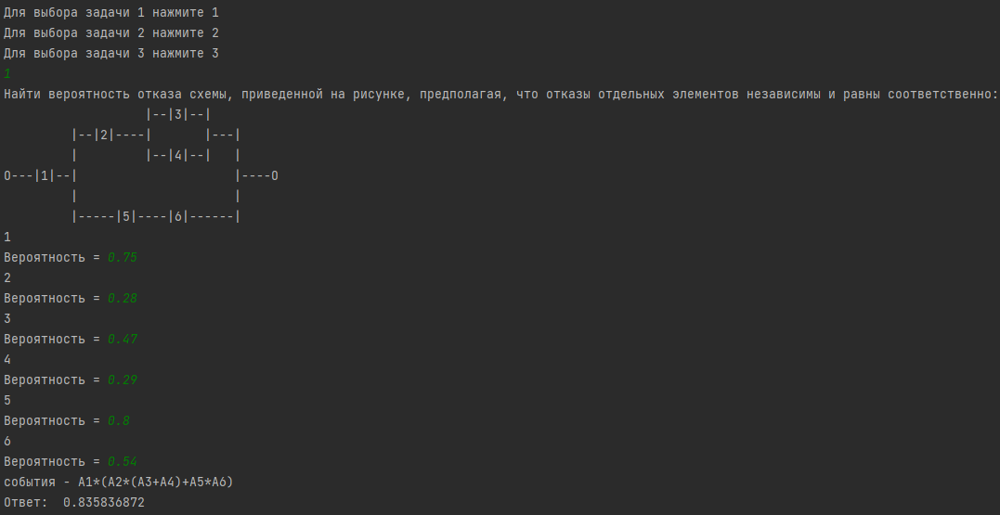 Для выбора задачи 1 нажмите 1
Для выбора задачи 2 нажмите 2
Для выбора задачи 3 нажмите 3
1
Найти вероятность отказа схемы, приведенной на рисунке, предполагая, что отказы отдельных элементов независимы и равны соответственно:
                   |--|3|--|
         |--|2|----|       |---|
         |         |--|4|--|   |
O---|1|--|                     |----O
         |                     |
         |-----|5|----|6|------|
1
Вероятность = 0.75
2
Вероятность = 0.28
3
Вероятность = 0.47
4
Вероятность = 0.29
5
Вероятность = 0.8
6
Вероятность = 0.54
события - A1*(A2*(A3+A4)+A5*A6)
Ответ:  0.835836872